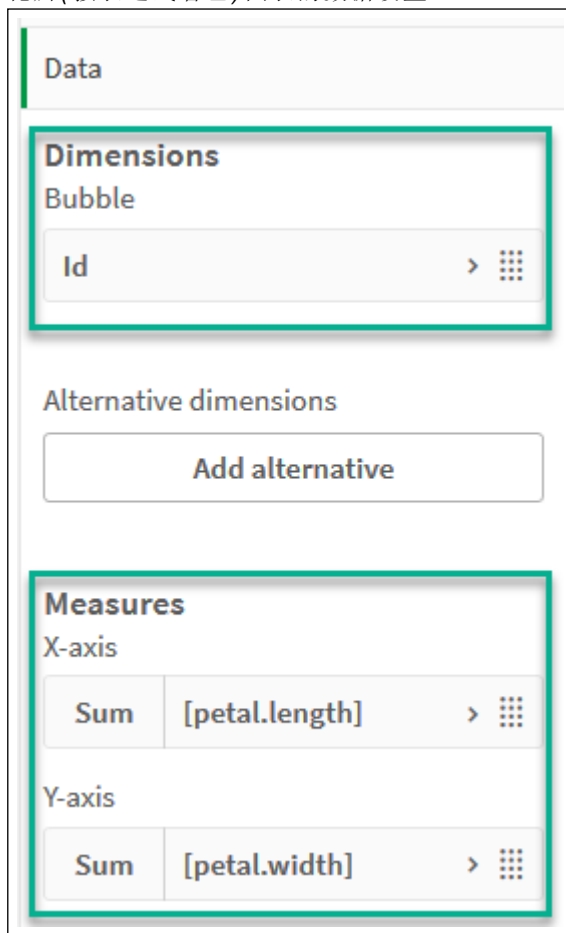 Data
Dimensions
Bubble
Id
Alternative dimensions
Add alternative
Measures
X-axis
Sum [petal.length]
Y-axis
Sum [petal.width]